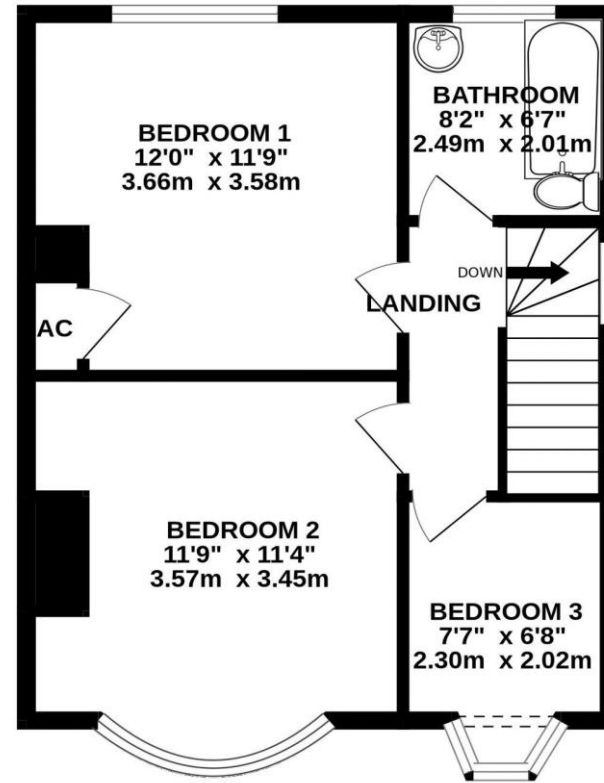 BEDROOM 1
12'0" x 11'9"
3.66m x 3.58m
BATHROOM
8'2" x 6'7"
2.49m x 2.01m
DOWN
LANDING
AC
BEDROOM 2
11'9" x 11'4"
3.57m x 3.45m
BEDROOM 3
7'7" x 6'8"
2.30m x 2.02m